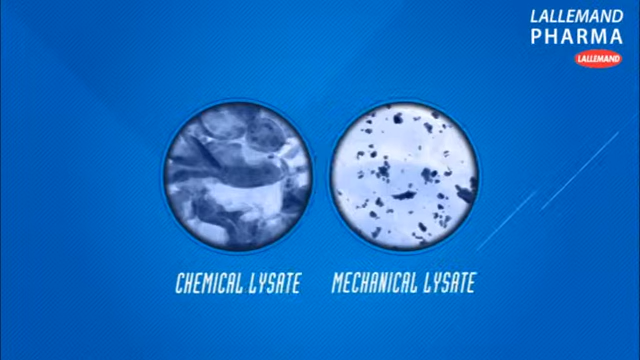 LALLEMAND
PHARMA
LALLEMAND
CHEMICAL LYSATE
MECHANICAL LYSATE